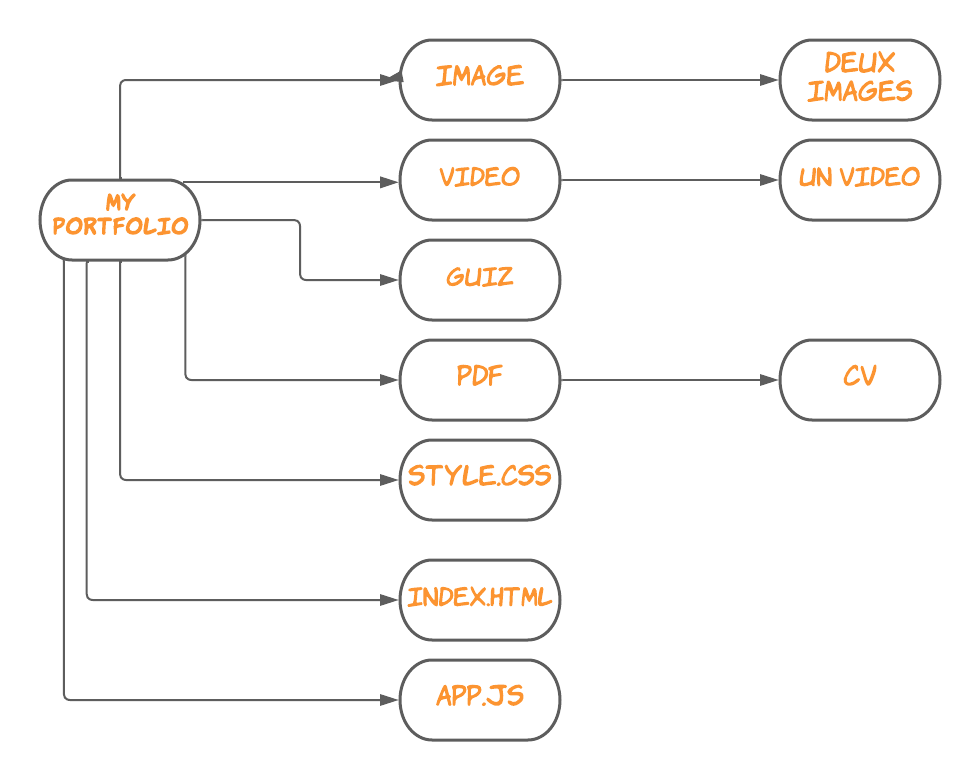 IMAGE
DEUX
IMAGES
VIDEO
UN VIDEO
MY
PORTFOLIO
GUIZ
PDF
CV
STYLE.CSS
INDEX.HTML
APP.JS